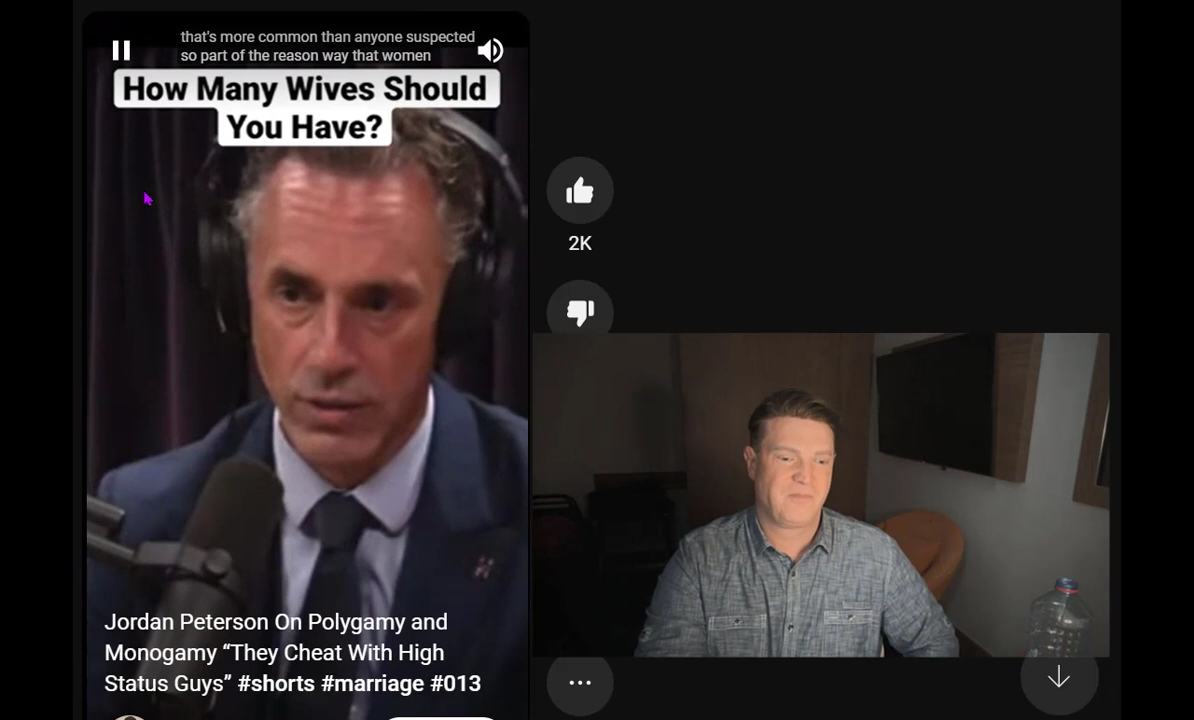 that's more common than anyone suspected
so part of the reason way that women
How Many Wives Should
You Have?
2K
Jordan Peterson On Polygamy and
Monogamy “They Cheat With High
Status Guys” #shorts #marriage #013